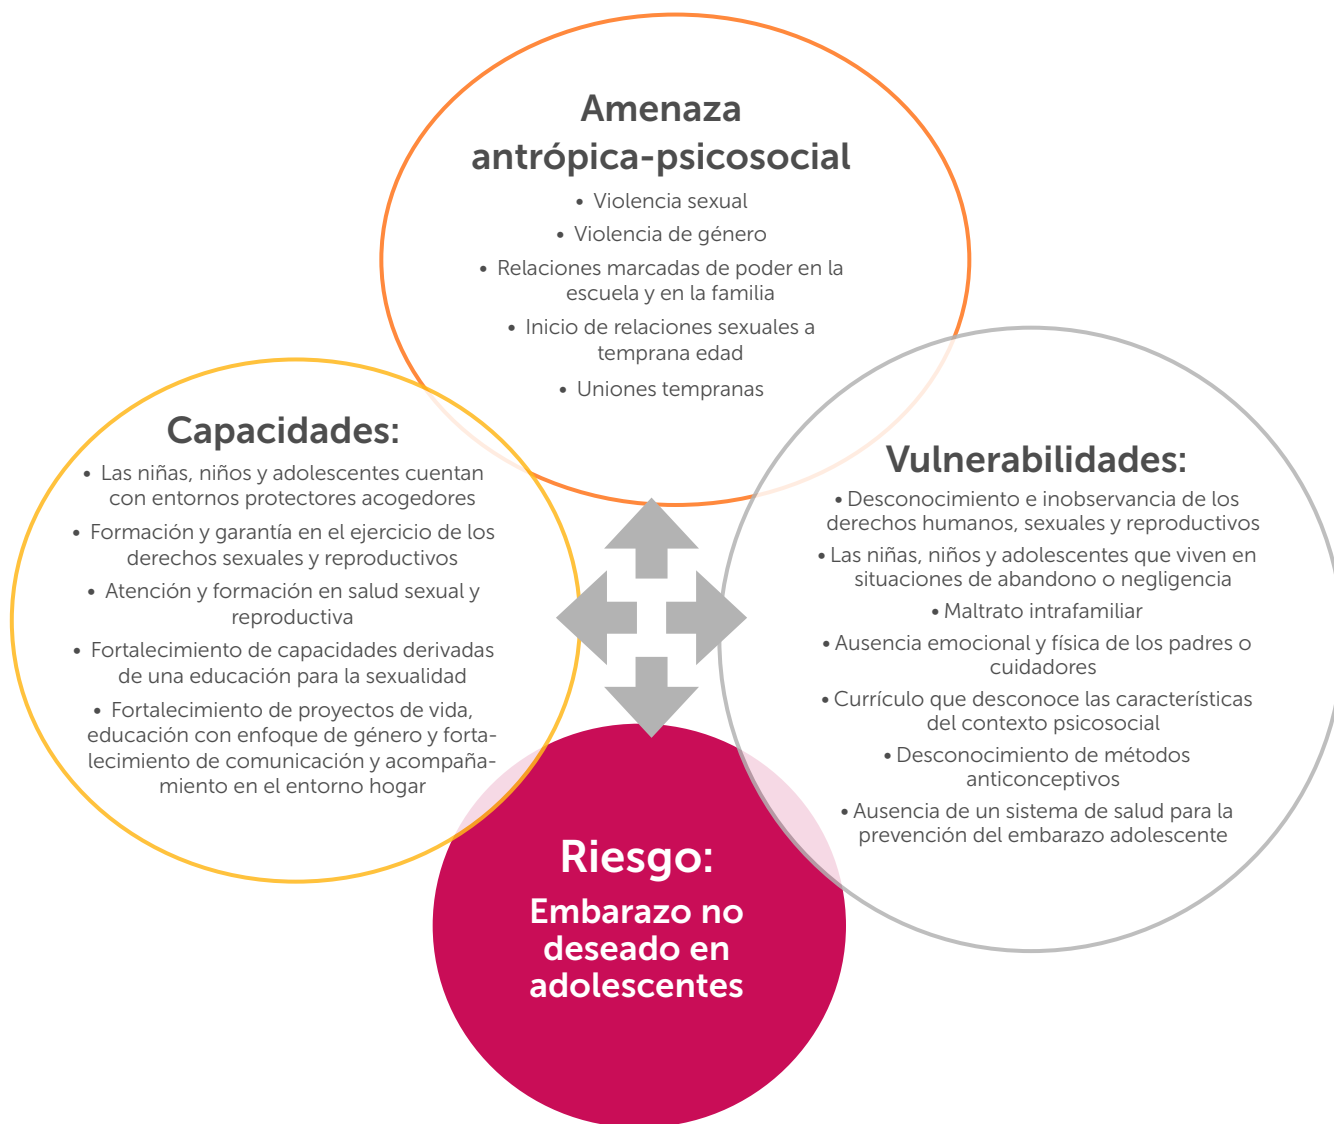 Amenaza
antrópica-psicosocial
• Violencia sexual
• Violencia de género
• Relaciones marcadas de poder en la
escuela y en la familia
• Inicio de relaciones sexuales a
temprana edad
• Uniones tempranas
Capacidades:
• Las niñas, niños y adolescentes cuentan
con entornos protectores acogedores
• Formación y garantía en el ejercicio de los
derechos sexuales y reproductivos
• Atención y formación en salud sexual y
reproductiva
• Fortalecimiento de capacidades derivadas
de una educación para la sexualidad
• Fortalecimiento de proyectos de vida,
educación con enfoque de género y forta-
lecimiento de comunicación y acompaña-
miento en el entorno hogar
Vulnerabilidades:
• Desconocimiento e inobservancia de los
derechos humanos, sexuales y reproductivos
• Las niñas, niños y adolescentes que viven en
situaciones de abandono o negligencia
• Maltrato intrafamiliar
• Ausencia emocional y física de los padres o
cuidadores
• Currículo que desconoce las características
del contexto psicosocial
• Desconocimiento de métodos
anticonceptivos
• Ausencia de un sistema de salud para la
prevención del embarazo adolescente
Riesgo:
Embarazo no
deseado en
adolescentes